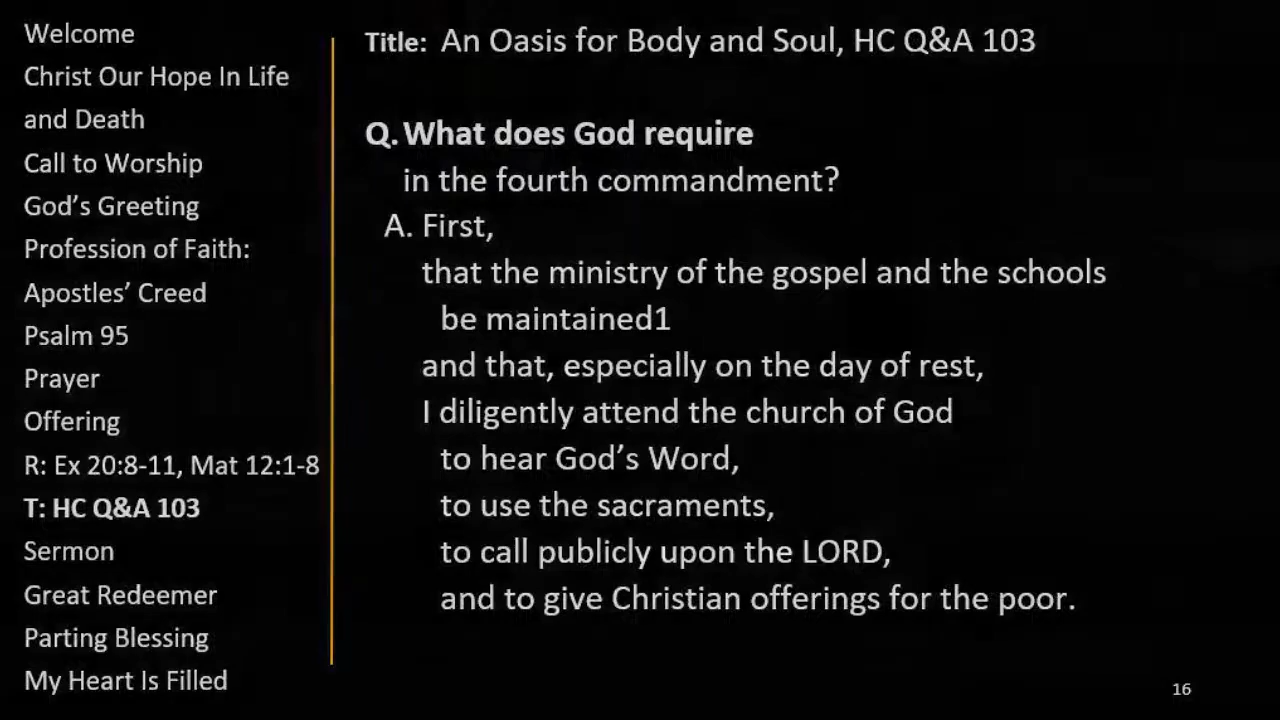 Welcome
Christ Our Hope In Life
and Death
Call to Worship
God’s Greeting
Profession of Faith:
Apostles’ Creed
Psalm 95
Prayer
Offering
R: Ex 20:8-11, Mat 12:1-8
T: HC Q&A 103
Sermon
Great Redeemer
Parting Blessing
My Heart Is Filled
Title: An Oasis for Body and Soul, HC Q&A 103
Q. What does God require
in the fourth commandment?
A. First,
that the ministry of the gospel and the schools
be maintained1
and that, especially on the day of rest,
I diligently attend the church of God
to hear God’s Word,
to use the sacraments,
to call publicly upon the LORD,
and to give Christian offerings for the poor.
16